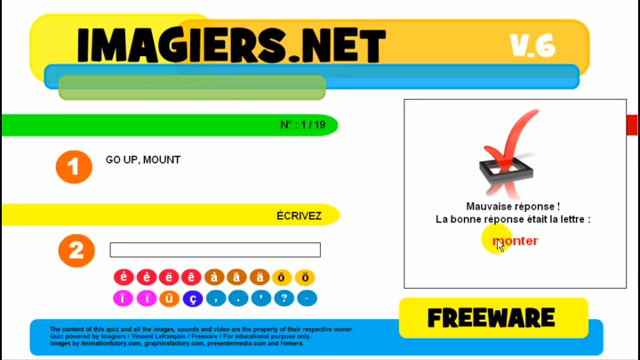 IMAGIERS.NET
V.6
N° : 1 / 19
1
GO UP, MOUNT
Mauvaise réponse !
La bonne réponse était la lettre :
monter
ÉCRIVEZ
2
é è ë ê à â ä ô ö
î ï ü ç , . ' ? -
FREEWARE
The content of this quiz and all the images, sounds and video are the property of their respective owner.
Quiz powered by Imagiers / Vincent Lefrançois / Freeware / For educational purpose only.
Images by Animationfctory.com, graphicsfactory.com, presentermedia.com and Hemera.